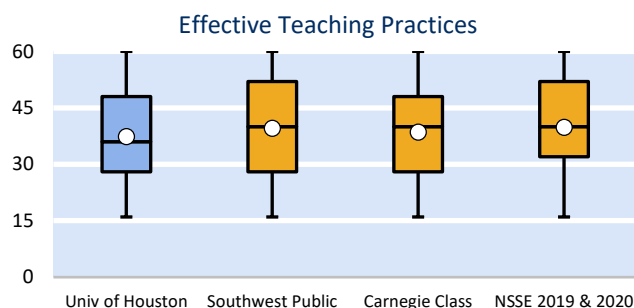 Effective Teaching Practices
60
45
30
15
0
Univ of Houston Southwest Public Carnegie Class NSSE 2019 & 2020